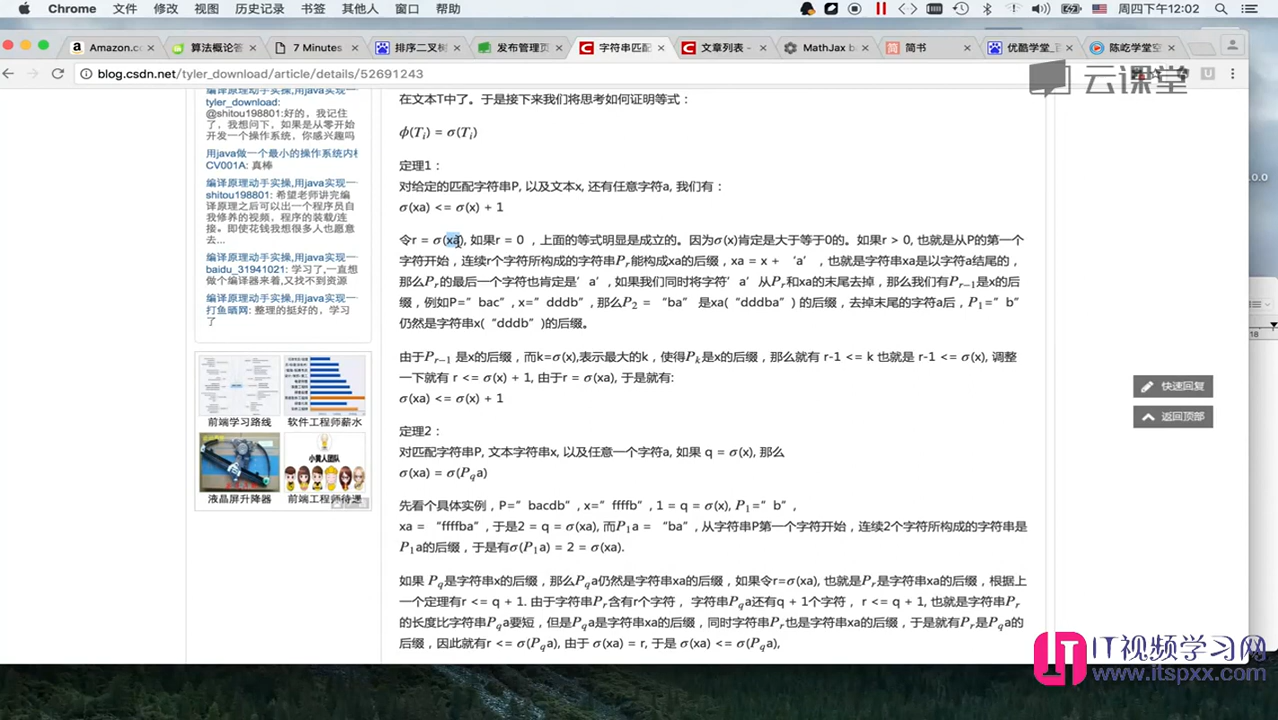 Chrome 文件 修改 视图 历史记录 书签 其他人 窗口 帮助 周四下午12:02
Amazon.c 算法概论答 7 Minutes 排序二叉树 发布管理页 字符串匹配 文章列表 - MathJax b 简书 优酷学堂_ 陈屹学堂空
blog.csdn.net/tyler_download/article/details/52691243
云课堂
编译原理动手实操,用java实现一
tyler_download:
@shitou198801:好的，我记住
了，我想问下，如果是从零开始
开发一个操作系统，你感兴趣吗
用java做一个最小的操作系统内核
CV001A: 真棒
编译原理动手实操,用java实现一
shitou198801: 希望老师讲完编
译原理之后可以出一个程序员自
我修养的视频，程序的装载/连
接。即使花钱我想很多人也愿意
去...
编译原理动手实操,用java实现一
baidu_31941021: 学习了,一直想
做个编译器来着,又找不到资源
编译原理动手实操,用java实现一
打鱼晒网: 整理的挺好的，学习
了
前端学习路线 软件工程师薪水
液晶屏升降器 前端工程师待遇
小黄人团队
在文本T中了。于是接下来我们将思考如何证明等式：
ϕ(Tᵢ) = σ(Tᵢ)
定理1：
对给定的匹配字符串P, 以及文本x, 还有任意字符a, 我们有：
σ(xa) <= σ(x) + 1
令r = σ(xa), 如果r = 0 ，上面的等式明显是成立的。因为σ(x)肯定是大于等于0的。如果r > 0, 也就是从P的第一个
字符开始，连续r个字符所构成的字符串Pᵣ能构成xa的后缀，xa = x + ‘a’ ，也就是字符串xa是以字符a结尾的，
那么Pᵣ的最后一个字符也肯定是’a’，如果我们同时将字符’a’从Pᵣ和xa的末尾去掉，那么我们有Pᵣ₋₁是x的后
缀，例如P=”bac”, x=”dddb”, 那么P₂ = “ba” 是xa(“dddba”) 的后缀，去掉末尾的字符a后，P₁=”b”
仍然是字符串x(“dddb”)的后缀。
由于Pᵣ₋₁ 是x的后缀，而k=σ(x),表示最大的k，使得Pₖ是x的后缀，那么就有 r-1 <= k 也就是 r-1 <= σ(x), 调整
一下就有 r <= σ(x) + 1, 由于r = σ(xa), 于是就有:
σ(xa) <= σ(x) + 1
定理2：
对匹配字符串P, 文本字符串x, 以及任意一个字符a, 如果 q = σ(x), 那么
σ(xa) = σ(P_q a)
先看个具体实例，P=”bacdb”, x=”ffffb”, 1 = q = σ(x), P₁=”b”,
xa = “ffffba”, 于是2 = q = σ(xa), 而P₁a = “ba”, 从字符串P第一个字符开始，连续2个字符所构成的字符串是
P₁a的后缀，于是有σ(P₁a) = 2 = σ(xa).
如果 P_q是字符串x的后缀，那么P_q a仍然是字符串xa的后缀，如果令r=σ(xa), 也就是Pᵣ是字符串xa的后缀，根据上
一个定理有r <= q + 1. 由于字符串Pᵣ含有r个字符， 字符串P_q a还有q + 1个字符， r <= q + 1, 也就是字符串Pᵣ
的长度比字符串P_q a要短，但是P_q a是字符串xa的后缀，同时字符串Pᵣ也是字符串xa的后缀，于是就有Pᵣ是P_q a的
后缀，因此就有r <= σ(P_q a), 由于 σ(xa) = r, 于是 σ(xa) <= σ(P_q a),
快速回复
返回顶部
IT视频学习网
www.itspxx.com